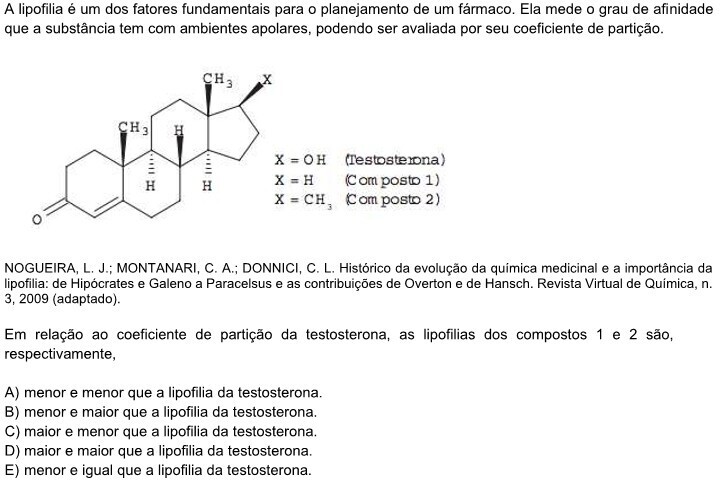 A lipofilia é um dos fatores fundamentais para o planejamento de um fármaco. Ela mede o grau de afinidade
que a substância tem com ambientes apolares, podendo ser avaliada por seu coeficiente de partição.
CH3
X
CH3
H
H
H
O
X = OH (Testosterona)
X = H (Composto 1)
X = CH3 (Composto 2)
NOGUEIRA, L. J.; MONTANARI, C. A.; DONNICI, C. L. Histórico da evolução da química medicinal e a importância da
lipofilia: de Hipócrates e Galeno a Paracelsus e as contribuições de Overton e de Hansch. Revista Virtual de Química, n.
3, 2009 (adaptado).
Em relação ao coeficiente de partição da testosterona, as lipofilias dos compostos 1 e 2 são,
respectivamente,
A) menor e menor que a lipofilia da testosterona.
B) menor e maior que a lipofilia da testosterona.
C) maior e menor que a lipofilia da testosterona.
D) maior e maior que a lipofilia da testosterona.
E) menor e igual que a lipofilia da testosterona.